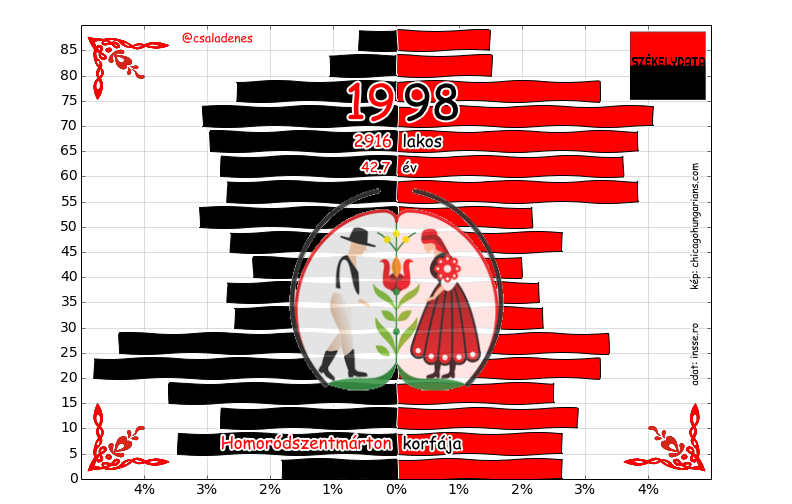 @csaladenes
SZÉKELYDATA
1998
2916 lakos
42.7 év
kép: chicagohungarians.com
adat: insse.ro
Homoródszentmárton korfája
85
80
75
70
65
60
55
50
45
40
35
30
25
20
15
10
5
0
4% 3% 2% 1% 0% 1% 2% 3% 4%